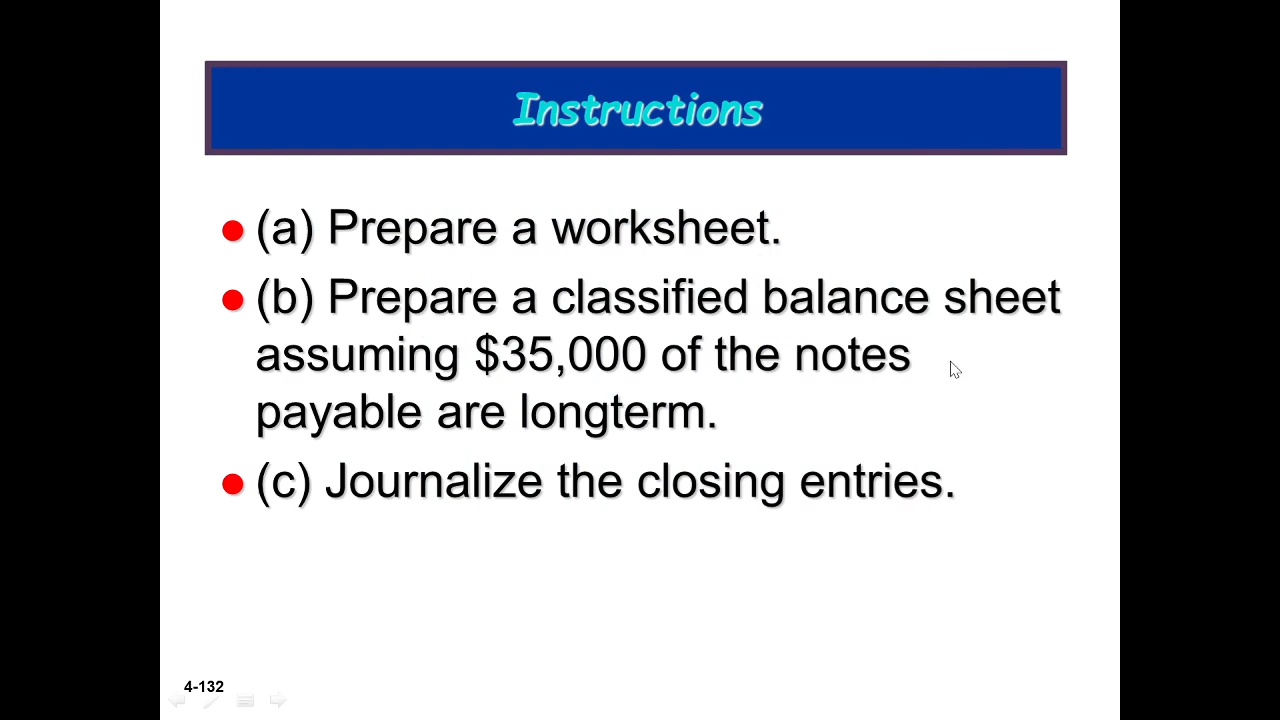 Instructions
(a) Prepare a worksheet.
(b) Prepare a classified balance sheet
assuming $35,000 of the notes
payable are longterm.
(c) Journalize the closing entries.
4-132